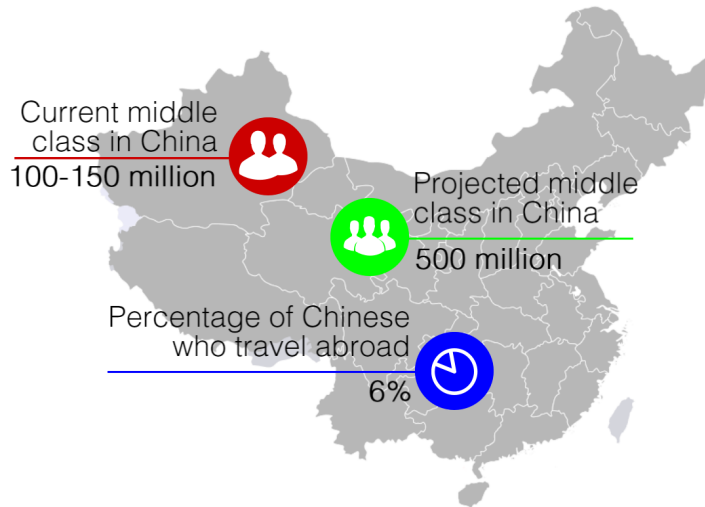 Current middle
class in China
100-150 million
Projected middle
class in China
500 million
Percentage of Chinese
who travel abroad
6%